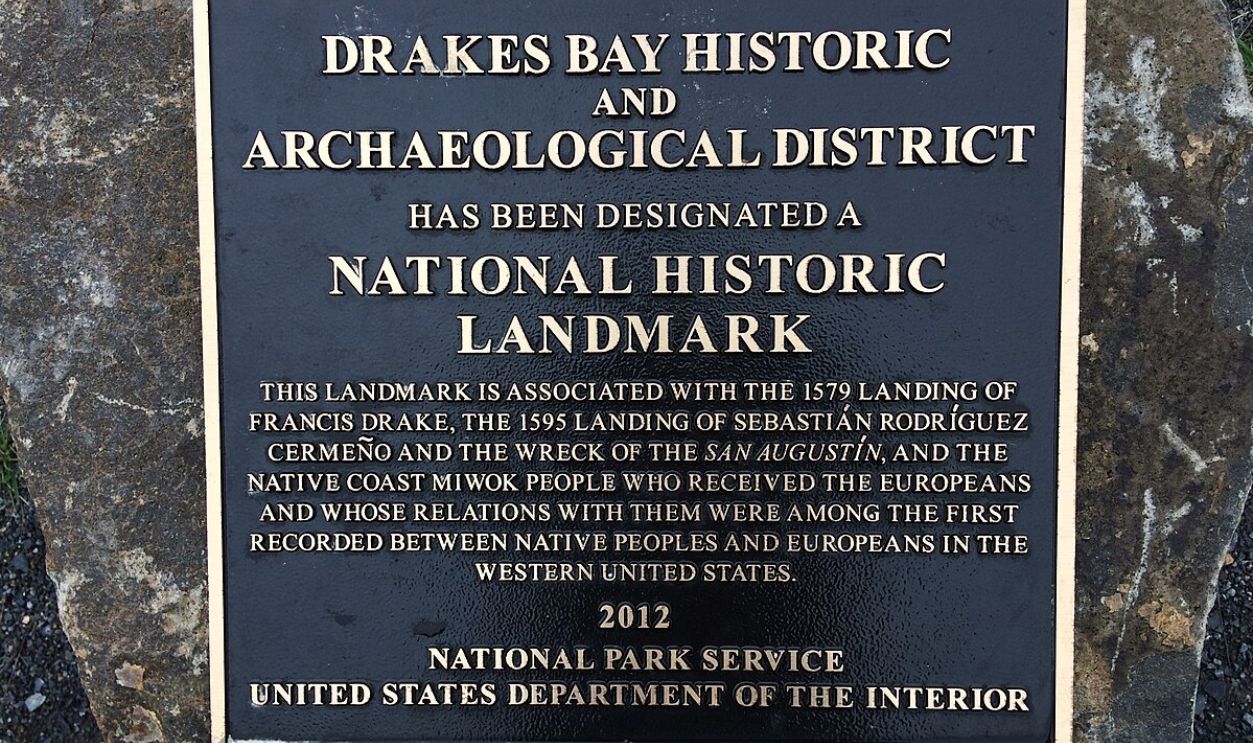 DRAKES BAY HISTORIC
AND
ARCHAEOLOGICAL DISTRICT
HAS BEEN DESIGNATED A
NATIONAL HISTORIC
LANDMARK
THIS LANDMARK IS ASSOCIATED WITH THE 1579 LANDING OF
FRANCIS DRAKE, THE 1595 LANDING OF SEBASTIÁN RODRÍGUEZ
CERMEÑO AND THE WRECK OF THE SAN AUGUSTÍN, AND THE
NATIVE COAST MIWOK PEOPLE WHO RECEIVED THE EUROPEANS
AND WHOSE RELATIONS WITH THEM WERE AMONG THE FIRST
RECORDED BETWEEN NATIVE PEOPLES AND EUROPEANS IN THE
WESTERN UNITED STATES.
2012
NATIONAL PARK SERVICE
UNITED STATES DEPARTMENT OF THE INTERIOR